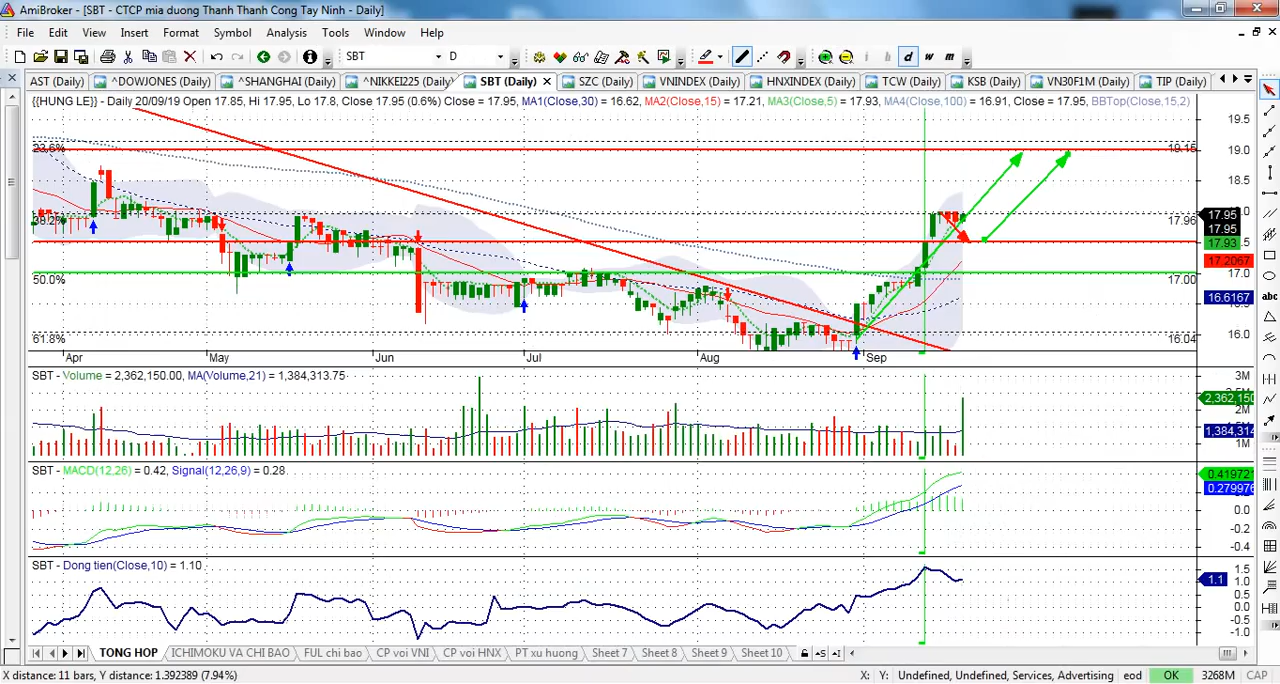 AmiBroker - [SBT - CTCP mia duong Thanh Thanh Cong Tay Ninh - Daily]
File Edit View Insert Format Symbol Analysis Tools Window Help
SBT D i h d w m
AST (Daily) ^DOWJONES (Daily) ^SHANGHAI (Daily) ^NIKKEI225 (Daily) SBT (Daily) SZC (Daily) VNINDEX (Daily) HNXINDEX (Daily) TCW (Daily) KSB (Daily) VN30F1M (Daily) TIP (Daily)
{{HUNG LE}} - Daily 20/09/19 Open 17.85, Hi 17.95, Lo 17.8, Close 17.95 (0.6%) Close = 17.95, MA1(Close,30) = 16.62, MA2(Close,15) = 17.21, MA3(Close,5) = 17.93, MA4(Close,100) = 16.91, Close = 17.95, BBTop(Close,15,2)
19.5
23.6% 19.15 19.0
18.5
17.95
39.2% 17.96
17.95
17.93
17.2067
17.0
50.0% 17.00
16.6167
16.0
61.8% 16.04
Apr May Jun Jul Aug Sep
SBT - Volume = 2,362,150.00, MA(Volume,21) = 1,384,313.75
3M
2,362,150
2M
1,384,314
1M
SBT - MACD(12,26) = 0.42, Signal(12,26,9) = 0.28
0.419721
0.279976
0.0
-0.2
-0.4
SBT - Dong tien(Close,10) = 1.10
1.5
1.1
1.0
0.5
0.0
-0.5
-1.0
TONG HOP ICHIMOKU VA CHI BAO FUL chi bao CP voi VNI CP voi HNX PT xu huong Sheet 7 Sheet 8 Sheet 9 Sheet 10
X distance: 11 bars, Y distance: 1.392389 (7.94%) X: Y: Undefined, Undefined, Services, Advertising eod OK 3268M CAP
abc